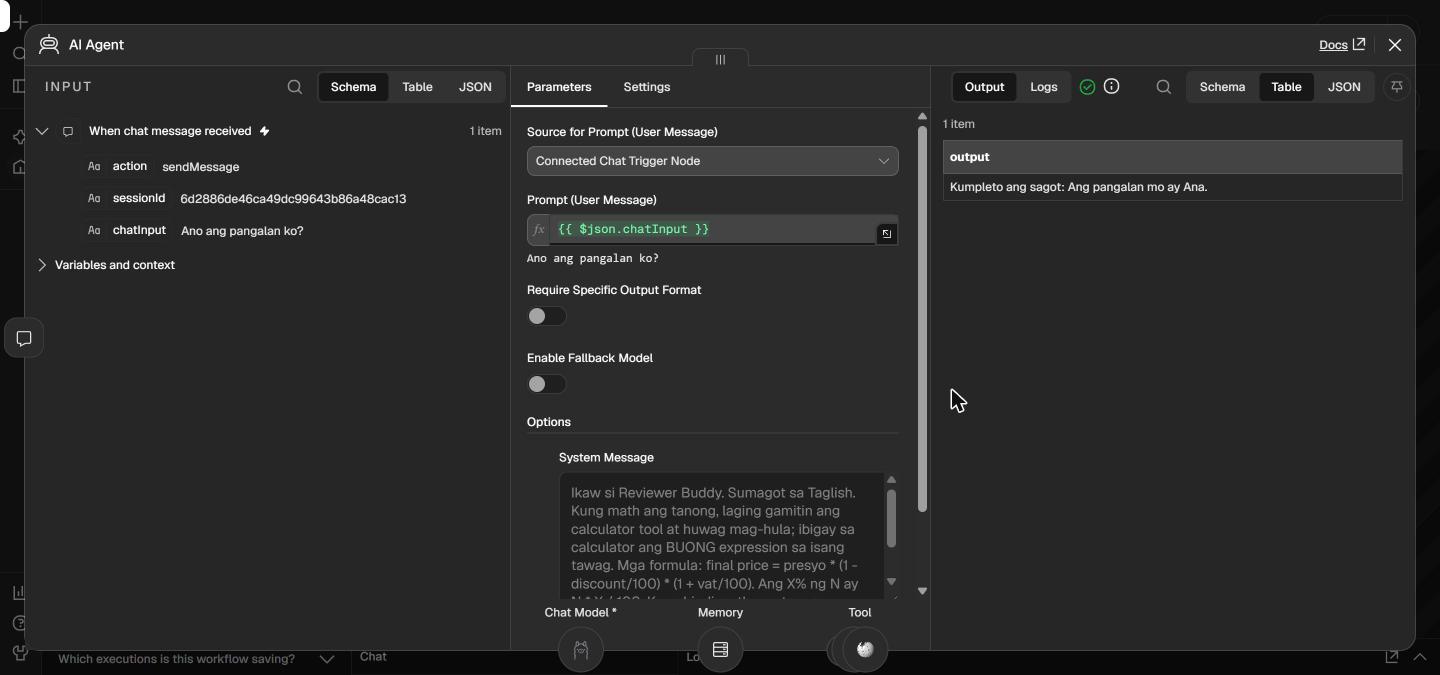 AI Agent
Docs
INPUT
Schema
Table
JSON
When chat message received
1 item
Aa action sendMessage
Aa sessionId 6d2886de46ca49dc99643b86a48cac13
Aa chatInput Ano ang pangalan ko?
Variables and context
Parameters
Settings
Source for Prompt (User Message)
Connected Chat Trigger Node
Prompt (User Message)
fx {{ $json.chatInput }}
Ano ang pangalan ko?
Require Specific Output Format
Enable Fallback Model
Options
System Message
Ikaw si Reviewer Buddy. Sumagot sa Taglish.
Kung math ang tanong, laging gamitin ang
calculator tool at huwag mag-hula; ibigay sa
calculator ang BUONG expression sa isang
tawag. Mga formula: final price = presyo * (1 -
discount/100) * (1 + vat/100). Ang X% ng N ay
Chat Model *
Memory
Tool
Output
Logs
Schema
Table
JSON
1 item
output
Kumpleto ang sagot: Ang pangalan mo ay Ana.
Which executions is this workflow saving?
Chat
Lo